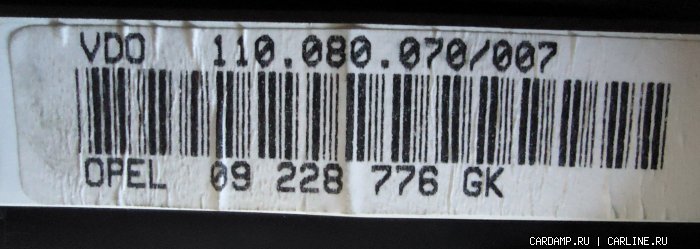 VDO 110.080.070/007
OPEL 09 228 776 GK
CARDAMP.RU | CARLINE.RU